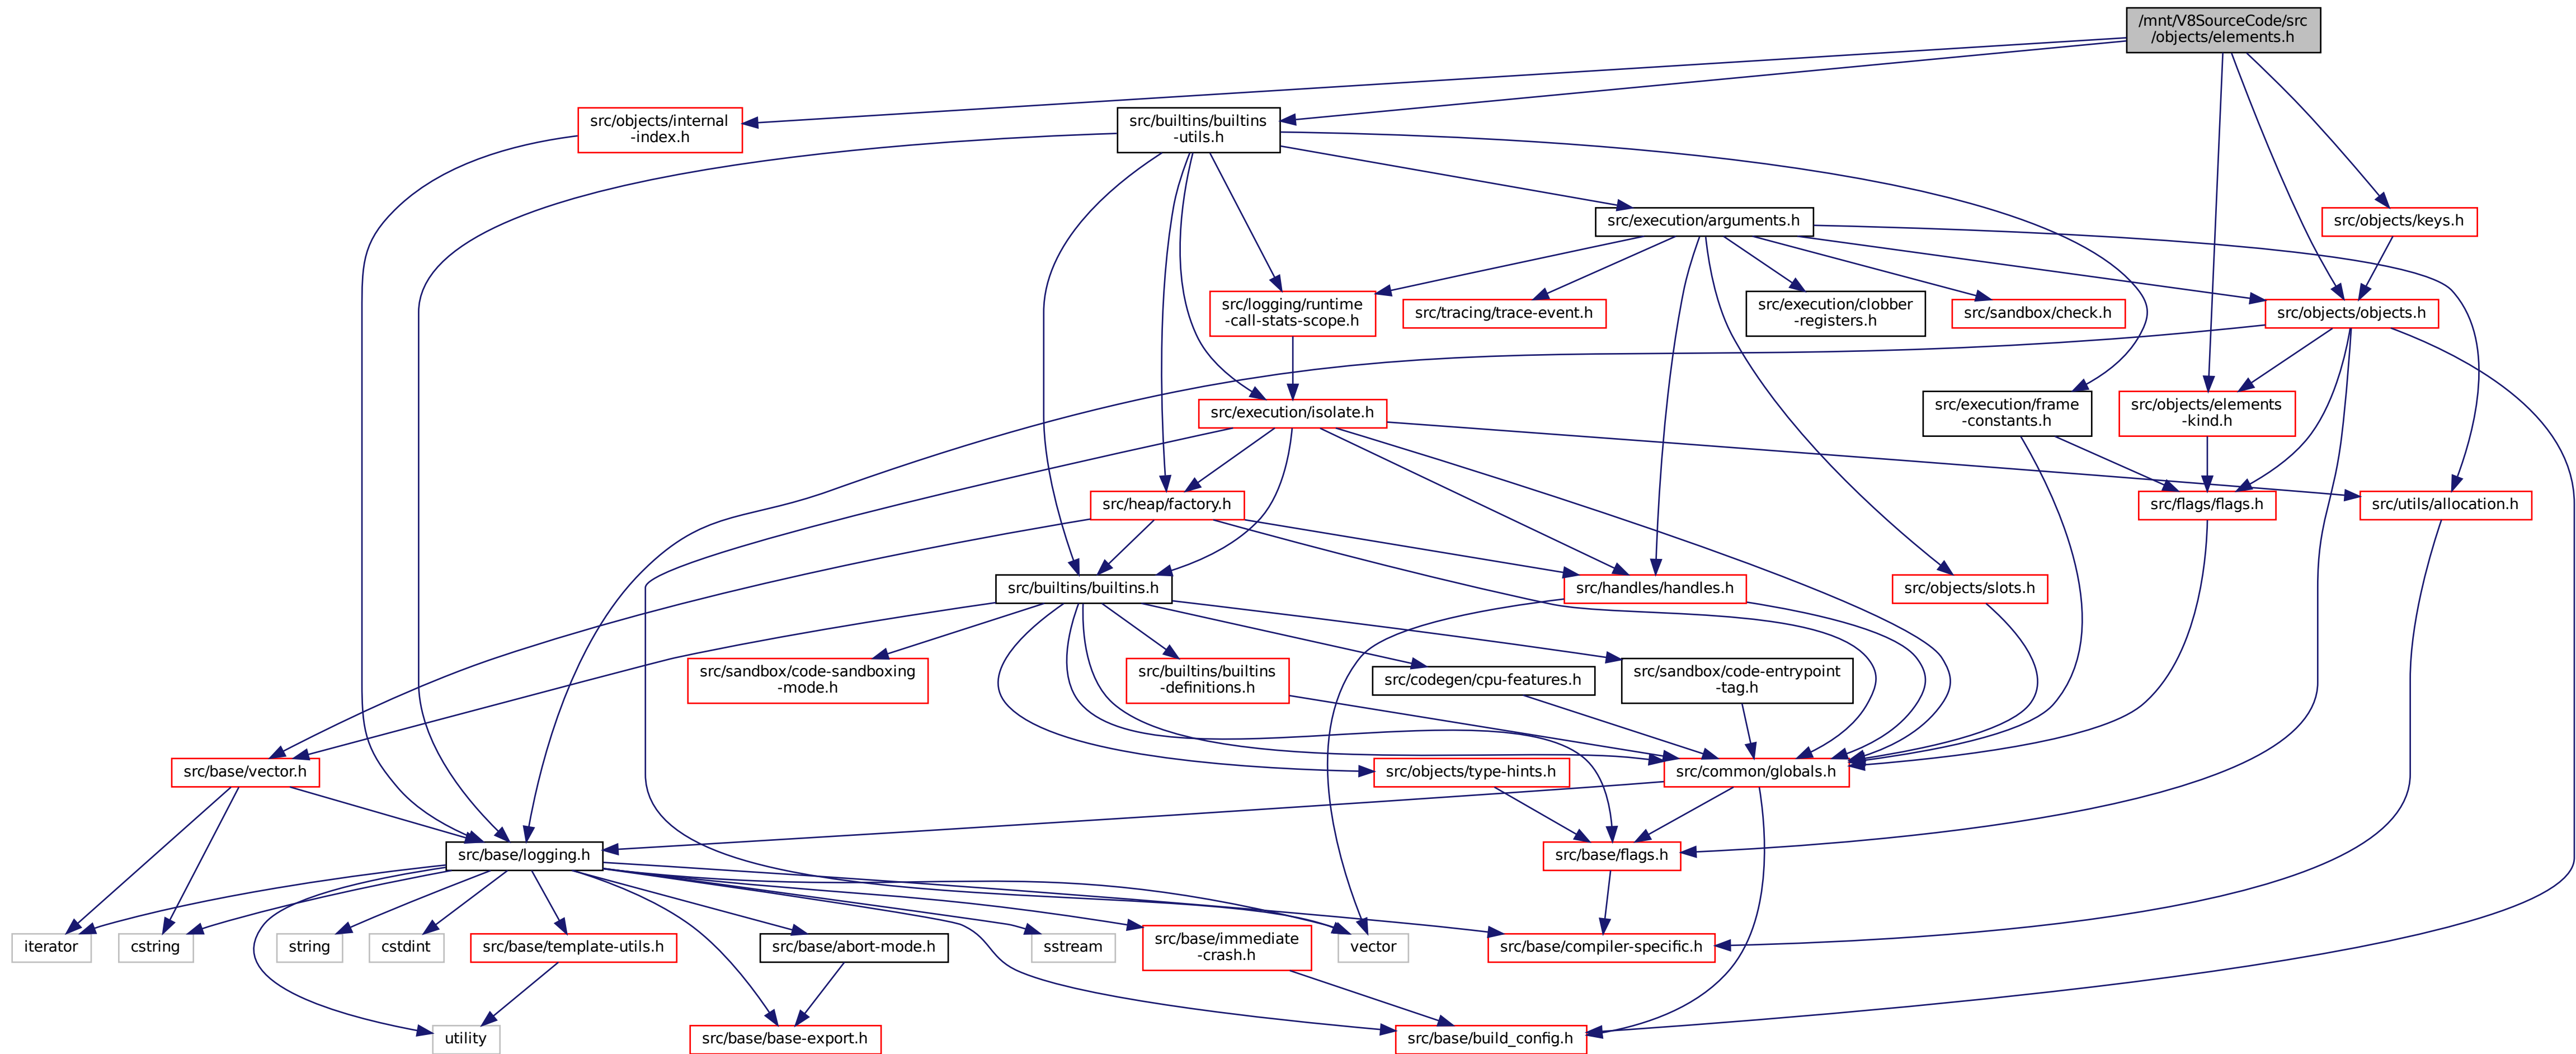 /mnt/V8SourceCode/src
/objects/elements.h
src/objects/internal
-index.h
src/builtins/builtins
-utils.h
src/execution/arguments.h
src/objects/keys.h
src/logging/runtime
-call-stats-scope.h
src/tracing/trace-event.h
src/execution/clobber
-registers.h
src/sandbox/check.h
src/objects/objects.h
src/execution/isolate.h
src/execution/frame
-constants.h
src/objects/elements
-kind.h
src/heap/factory.h
src/flags/flags.h
src/utils/allocation.h
src/builtins/builtins.h
src/handles/handles.h
src/objects/slots.h
src/sandbox/code-sandboxing
-mode.h
src/builtins/builtins
-definitions.h
src/codegen/cpu-features.h
src/sandbox/code-entrypoint
-tag.h
src/base/vector.h
src/objects/type-hints.h
src/common/globals.h
src/base/logging.h
src/base/flags.h
iterator
cstring
string
cstdint
src/base/template-utils.h
src/base/abort-mode.h
sstream
src/base/immediate
-crash.h
vector
src/base/compiler-specific.h
utility
src/base/base-export.h
src/base/build_config.h